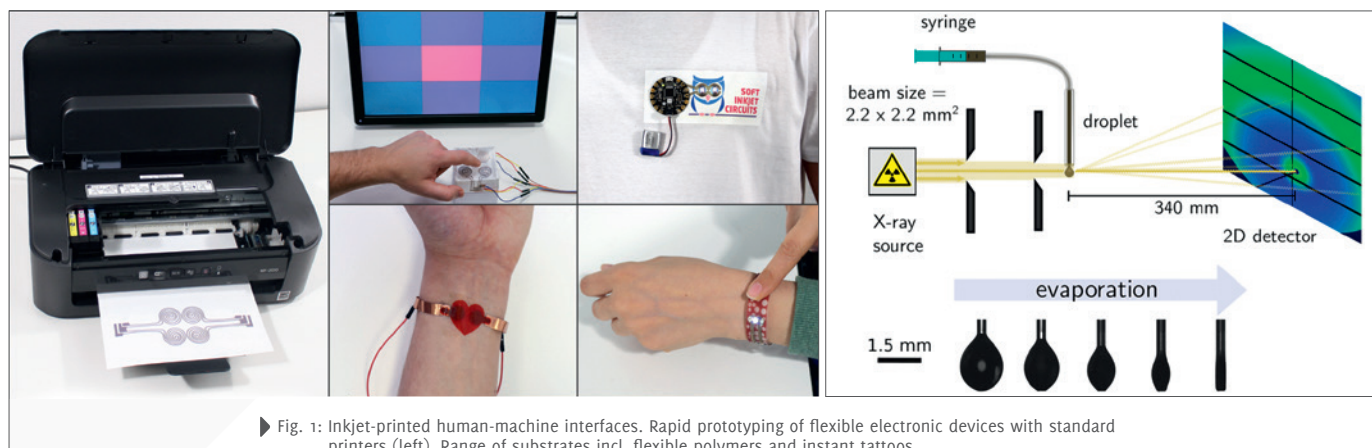 SOFT
INKJET
CIRCUITS
syringe
beam size =
2.2 x 2.2 mm²
droplet
X-ray
source
340 mm
2D detector
evaporation
1.5 mm
Fig. 1: Inkjet-printed human-machine interfaces. Rapid prototyping of flexible electronic devices with standard
printers (left). Range of substrates incl. flexible polymers and instant tattoos